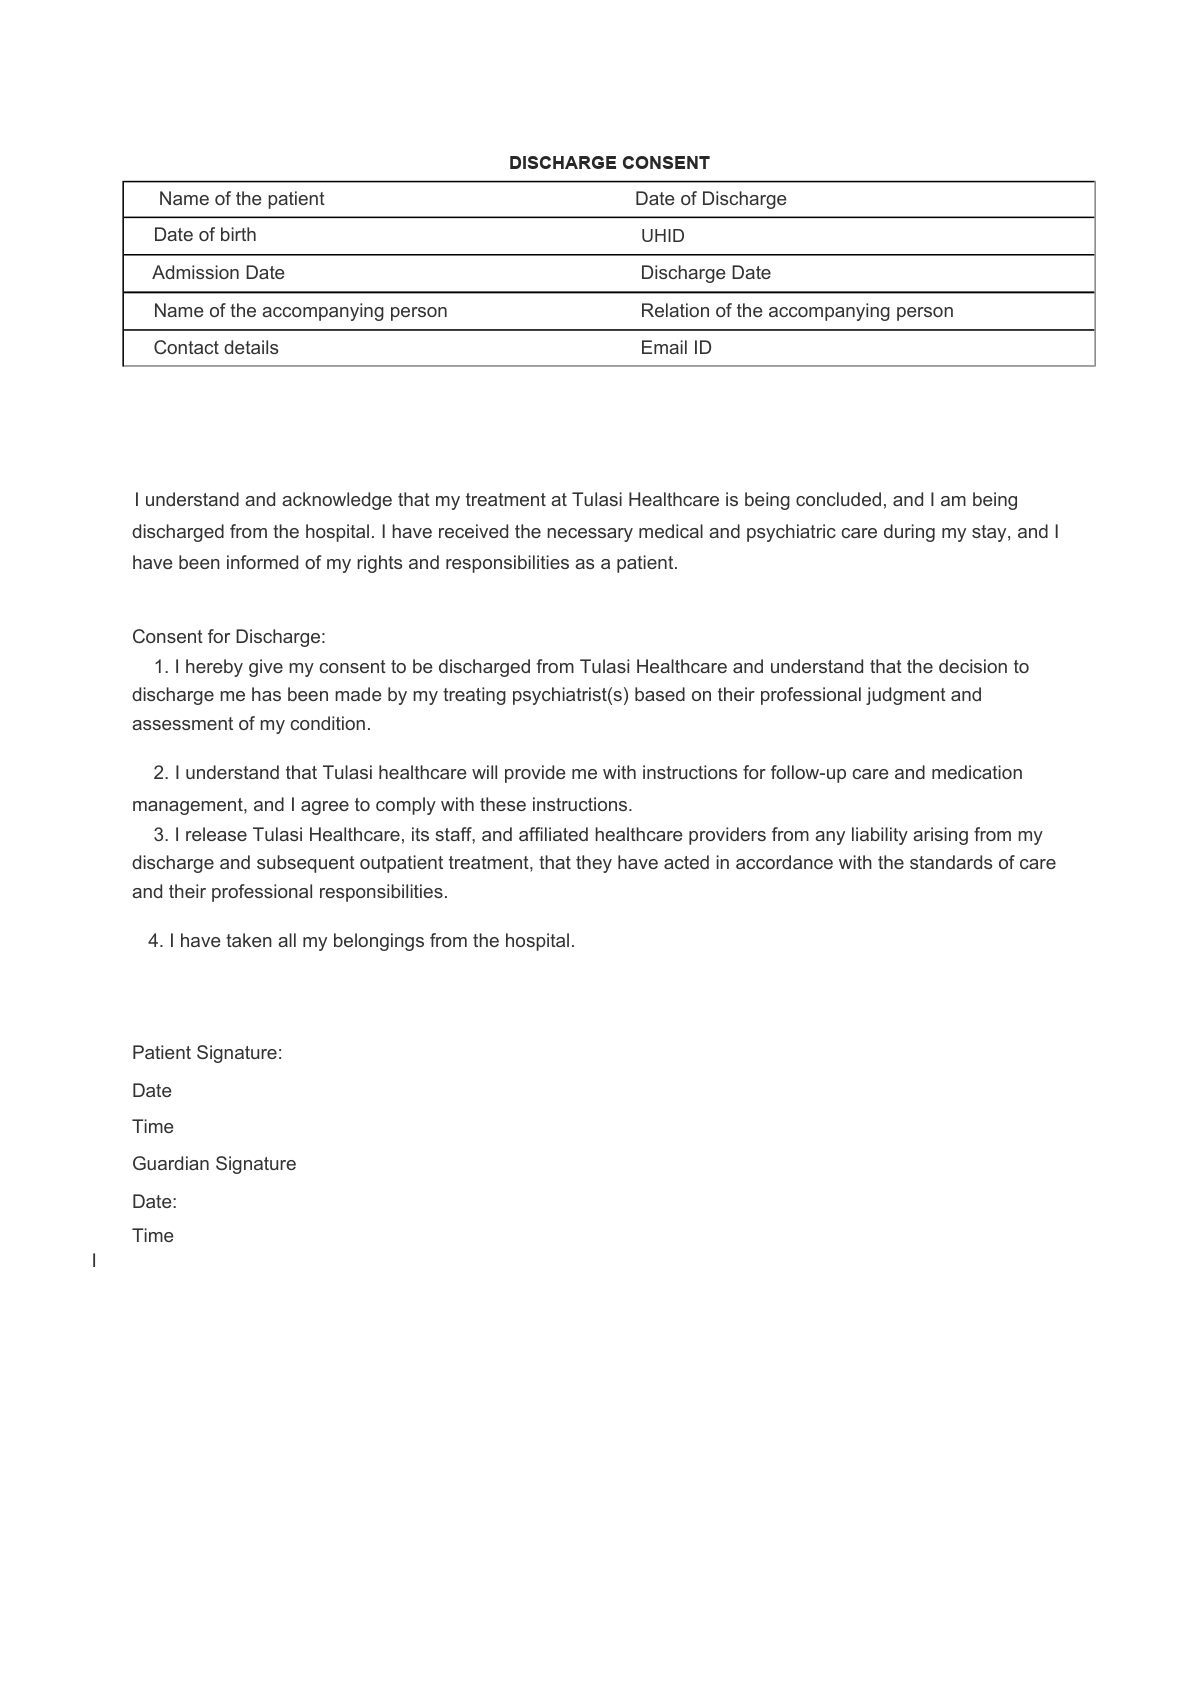 DISCHARGE CONSENT
Name of the patient Date of Discharge
Date of birth UHID
Admission Date Discharge Date
Name of the accompanying person Relation of the accompanying person
Contact details Email ID
I understand and acknowledge that my treatment at Tulasi Healthcare is being concluded, and I am being
discharged from the hospital. I have received the necessary medical and psychiatric care during my stay, and I
have been informed of my rights and responsibilities as a patient.
Consent for Discharge:
1. I hereby give my consent to be discharged from Tulasi Healthcare and understand that the decision to
discharge me has been made by my treating psychiatrist(s) based on their professional judgment and
assessment of my condition.
2. I understand that Tulasi healthcare will provide me with instructions for follow-up care and medication
management, and I agree to comply with these instructions.
3. I release Tulasi Healthcare, its staff, and affiliated healthcare providers from any liability arising from my
discharge and subsequent outpatient treatment, that they have acted in accordance with the standards of care
and their professional responsibilities.
4. I have taken all my belongings from the hospital.
Patient Signature:
Date
Time
Guardian Signature
Date:
Time
I